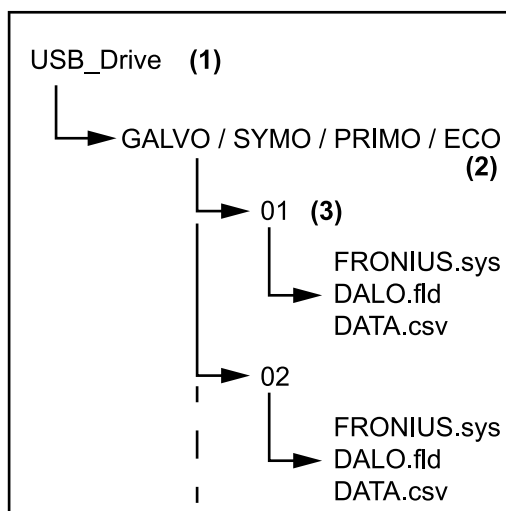 USB_Drive (1)
GALVO / SYMO / PRIMO / ECO
(2)
01 (3)
FRONIUS.sys
DALO.fld
DATA.csv
02
FRONIUS.sys
DALO.fld
DATA.csv